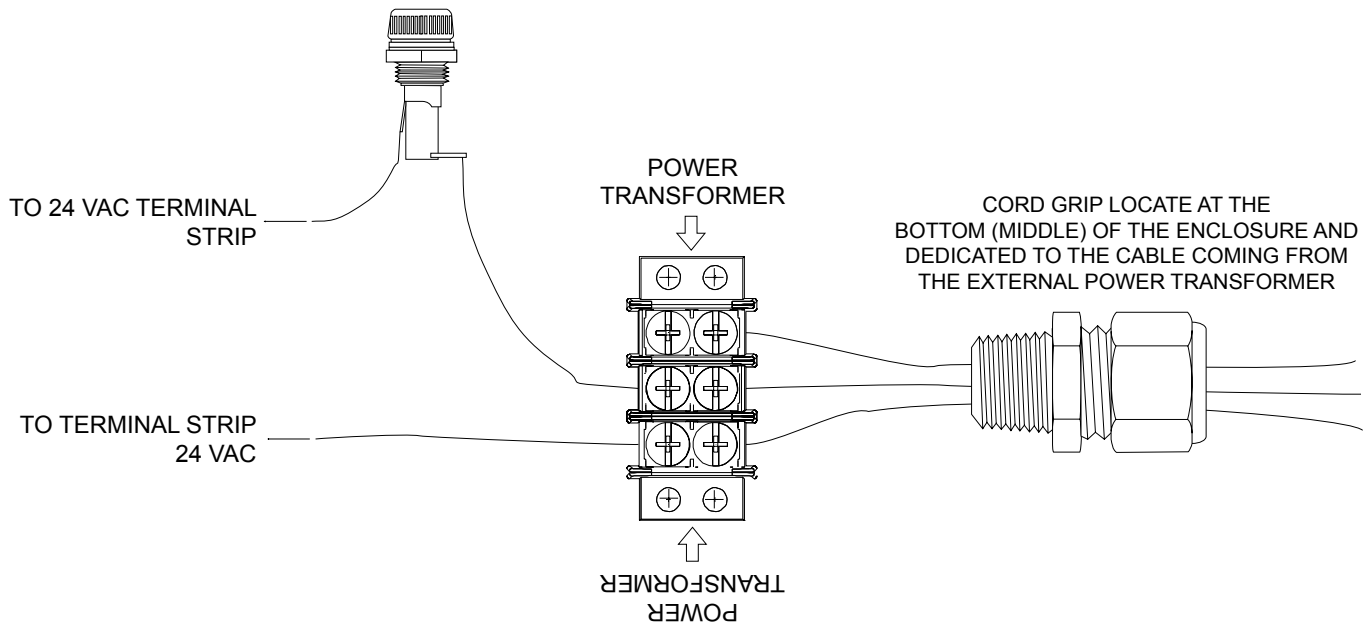 TO 24 VAC TERMINAL
STRIP
POWER
TRANSFORMER
CORD GRIP LOCATE AT THE
BOTTOM (MIDDLE) OF THE ENCLOSURE AND
DEDICATED TO THE CABLE COMING FROM
THE EXTERNAL POWER TRANSFORMER
TO TERMINAL STRIP
24 VAC
POWER
TRANSFORMER